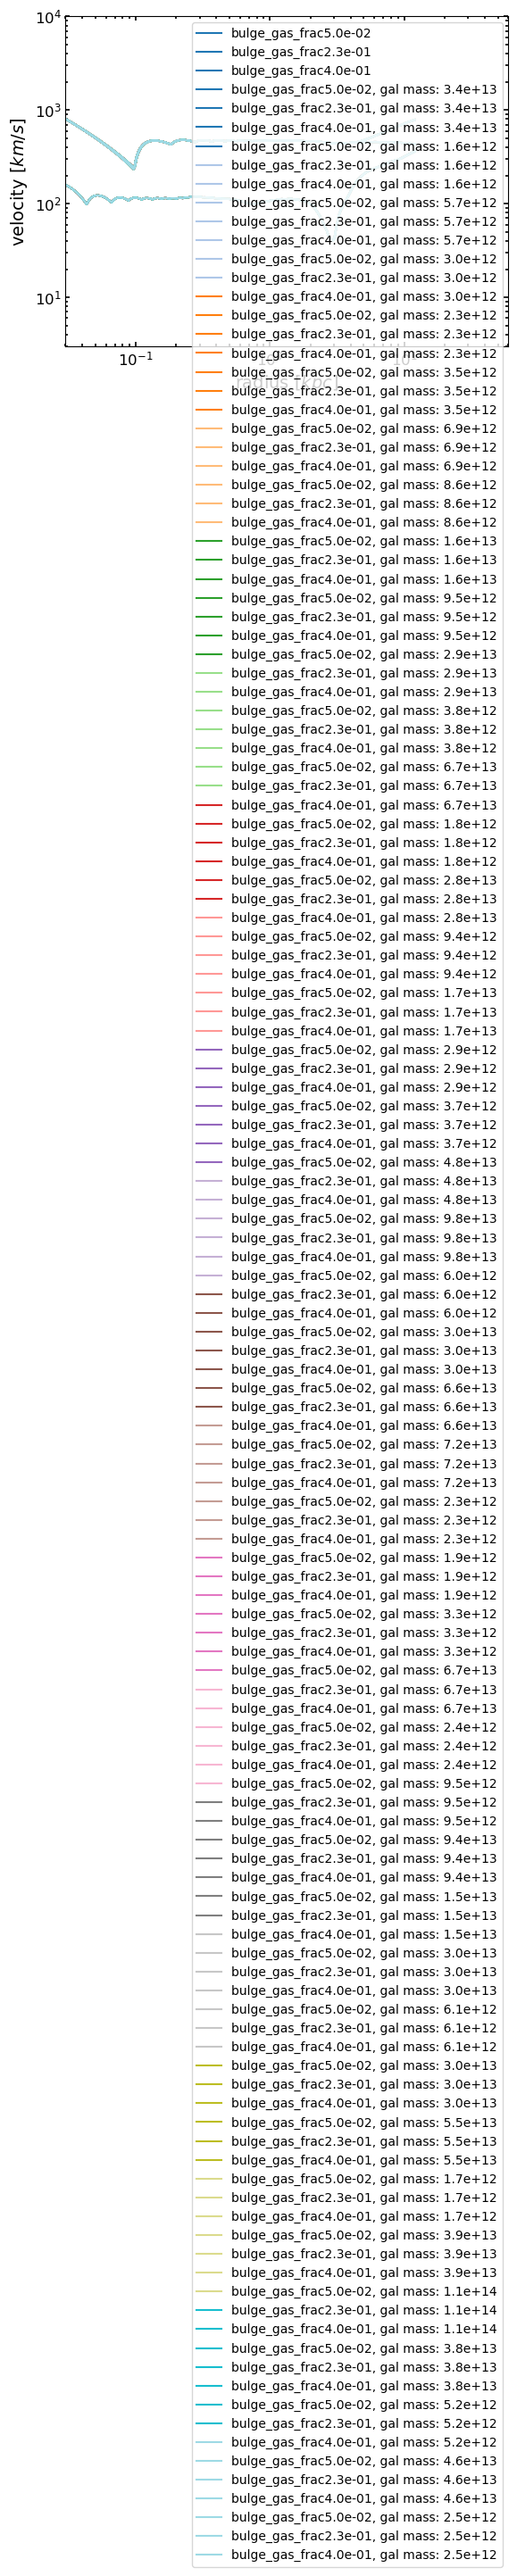 velocity [km/s]
10⁴
10³
10²
10¹
10⁻¹
radius [kpc]
bulge_gas_frac5.0e-02
bulge_gas_frac2.3e-01
bulge_gas_frac4.0e-01
bulge_gas_frac5.0e-02, gal mass: 3.4e+13
bulge_gas_frac2.3e-01, gal mass: 3.4e+13
bulge_gas_frac4.0e-01, gal mass: 3.4e+13
bulge_gas_frac5.0e-02, gal mass: 1.6e+12
bulge_gas_frac2.3e-01, gal mass: 1.6e+12
bulge_gas_frac4.0e-01, gal mass: 1.6e+12
bulge_gas_frac5.0e-02, gal mass: 5.7e+12
bulge_gas_frac2.3e-01, gal mass: 5.7e+12
bulge_gas_frac4.0e-01, gal mass: 5.7e+12
bulge_gas_frac5.0e-02, gal mass: 3.0e+12
bulge_gas_frac2.3e-01, gal mass: 3.0e+12
bulge_gas_frac4.0e-01, gal mass: 3.0e+12
bulge_gas_frac5.0e-02, gal mass: 2.3e+12
bulge_gas_frac2.3e-01, gal mass: 2.3e+12
bulge_gas_frac4.0e-01, gal mass: 2.3e+12
bulge_gas_frac5.0e-02, gal mass: 3.5e+12
bulge_gas_frac2.3e-01, gal mass: 3.5e+12
bulge_gas_frac4.0e-01, gal mass: 3.5e+12
bulge_gas_frac5.0e-02, gal mass: 6.9e+12
bulge_gas_frac2.3e-01, gal mass: 6.9e+12
bulge_gas_frac4.0e-01, gal mass: 6.9e+12
bulge_gas_frac5.0e-02, gal mass: 8.6e+12
bulge_gas_frac2.3e-01, gal mass: 8.6e+12
bulge_gas_frac4.0e-01, gal mass: 8.6e+12
bulge_gas_frac5.0e-02, gal mass: 1.6e+13
bulge_gas_frac2.3e-01, gal mass: 1.6e+13
bulge_gas_frac4.0e-01, gal mass: 1.6e+13
bulge_gas_frac5.0e-02, gal mass: 9.5e+12
bulge_gas_frac2.3e-01, gal mass: 9.5e+12
bulge_gas_frac4.0e-01, gal mass: 9.5e+12
bulge_gas_frac5.0e-02, gal mass: 2.9e+12
bulge_gas_frac2.3e-01, gal mass: 2.9e+12
bulge_gas_frac4.0e-01, gal mass: 2.9e+12
bulge_gas_frac5.0e-02, gal mass: 3.8e+12
bulge_gas_frac2.3e-01, gal mass: 3.8e+12
bulge_gas_frac4.0e-01, gal mass: 3.8e+12
bulge_gas_frac5.0e-02, gal mass: 6.7e+13
bulge_gas_frac2.3e-01, gal mass: 6.7e+13
bulge_gas_frac4.0e-01, gal mass: 6.7e+13
bulge_gas_frac5.0e-02, gal mass: 1.8e+12
bulge_gas_frac2.3e-01, gal mass: 1.8e+12
bulge_gas_frac4.0e-01, gal mass: 1.8e+12
bulge_gas_frac5.0e-02, gal mass: 2.8e+13
bulge_gas_frac2.3e-01, gal mass: 2.8e+13
bulge_gas_frac4.0e-01, gal mass: 2.8e+13
bulge_gas_frac5.0e-02, gal mass: 9.4e+12
bulge_gas_frac2.3e-01, gal mass: 9.4e+12
bulge_gas_frac4.0e-01, gal mass: 9.4e+12
bulge_gas_frac5.0e-02, gal mass: 1.7e+13
bulge_gas_frac2.3e-01, gal mass: 1.7e+13
bulge_gas_frac4.0e-01, gal mass: 1.7e+13
bulge_gas_frac5.0e-02, gal mass: 2.9e+12
bulge_gas_frac2.3e-01, gal mass: 2.9e+12
bulge_gas_frac4.0e-01, gal mass: 2.9e+12
bulge_gas_frac5.0e-02, gal mass: 3.7e+12
bulge_gas_frac2.3e-01, gal mass: 3.7e+12
bulge_gas_frac4.0e-01, gal mass: 3.7e+12
bulge_gas_frac5.0e-02, gal mass: 4.8e+13
bulge_gas_frac2.3e-01, gal mass: 4.8e+13
bulge_gas_frac4.0e-01, gal mass: 4.8e+13
bulge_gas_frac5.0e-02, gal mass: 9.8e+13
bulge_gas_frac2.3e-01, gal mass: 9.8e+13
bulge_gas_frac4.0e-01, gal mass: 9.8e+13
bulge_gas_frac5.0e-02, gal mass: 6.0e+12
bulge_gas_frac2.3e-01, gal mass: 6.0e+12
bulge_gas_frac4.0e-01, gal mass: 6.0e+12
bulge_gas_frac5.0e-02, gal mass: 3.0e+13
bulge_gas_frac2.3e-01, gal mass: 3.0e+13
bulge_gas_frac4.0e-01, gal mass: 3.0e+13
bulge_gas_frac5.0e-02, gal mass: 6.6e+13
bulge_gas_frac2.3e-01, gal mass: 6.6e+13
bulge_gas_frac4.0e-01, gal mass: 6.6e+13
bulge_gas_frac5.0e-02, gal mass: 7.2e+13
bulge_gas_frac2.3e-01, gal mass: 7.2e+13
bulge_gas_frac4.0e-01, gal mass: 7.2e+13
bulge_gas_frac5.0e-02, gal mass: 2.3e+12
bulge_gas_frac2.3e-01, gal mass: 2.3e+12
bulge_gas_frac4.0e-01, gal mass: 2.3e+12
bulge_gas_frac5.0e-02, gal mass: 1.9e+12
bulge_gas_frac2.3e-01, gal mass: 1.9e+12
bulge_gas_frac4.0e-01, gal mass: 1.9e+12
bulge_gas_frac5.0e-02, gal mass: 3.3e+12
bulge_gas_frac2.3e-01, gal mass: 3.3e+12
bulge_gas_frac4.0e-01, gal mass: 3.3e+12
bulge_gas_frac5.0e-02, gal mass: 6.7e+13
bulge_gas_frac2.3e-01, gal mass: 6.7e+13
bulge_gas_frac4.0e-01, gal mass: 6.7e+13
bulge_gas_frac5.0e-02, gal mass: 2.4e+12
bulge_gas_frac2.3e-01, gal mass: 2.4e+12
bulge_gas_frac4.0e-01, gal mass: 2.4e+12
bulge_gas_frac5.0e-02, gal mass: 9.5e+12
bulge_gas_frac2.3e-01, gal mass: 9.5e+12
bulge_gas_frac4.0e-01, gal mass: 9.5e+12
bulge_gas_frac5.0e-02, gal mass: 9.4e+13
bulge_gas_frac2.3e-01, gal mass: 9.4e+13
bulge_gas_frac4.0e-01, gal mass: 9.4e+13
bulge_gas_frac5.0e-02, gal mass: 1.5e+13
bulge_gas_frac2.3e-01, gal mass: 1.5e+13
bulge_gas_frac4.0e-01, gal mass: 1.5e+13
bulge_gas_frac5.0e-02, gal mass: 3.0e+13
bulge_gas_frac2.3e-01, gal mass: 3.0e+13
bulge_gas_frac4.0e-01, gal mass: 3.0e+13
bulge_gas_frac5.0e-02, gal mass: 6.1e+12
bulge_gas_frac2.3e-01, gal mass: 6.1e+12
bulge_gas_frac4.0e-01, gal mass: 6.1e+12
bulge_gas_frac5.0e-02, gal mass: 3.0e+13
bulge_gas_frac2.3e-01, gal mass: 3.0e+13
bulge_gas_frac4.0e-01, gal mass: 3.0e+13
bulge_gas_frac5.0e-02, gal mass: 5.5e+13
bulge_gas_frac2.3e-01, gal mass: 5.5e+13
bulge_gas_frac4.0e-01, gal mass: 5.5e+13
bulge_gas_frac5.0e-02, gal mass: 1.7e+12
bulge_gas_frac2.3e-01, gal mass: 1.7e+12
bulge_gas_frac4.0e-01, gal mass: 1.7e+12
bulge_gas_frac5.0e-02, gal mass: 3.9e+13
bulge_gas_frac2.3e-01, gal mass: 3.9e+13
bulge_gas_frac4.0e-01, gal mass: 3.9e+13
bulge_gas_frac5.0e-02, gal mass: 1.1e+14
bulge_gas_frac2.3e-01, gal mass: 1.1e+14
bulge_gas_frac4.0e-01, gal mass: 1.1e+14
bulge_gas_frac5.0e-02, gal mass: 3.8e+13
bulge_gas_frac2.3e-01, gal mass: 3.8e+13
bulge_gas_frac4.0e-01, gal mass: 3.8e+13
bulge_gas_frac5.0e-02, gal mass: 5.2e+12
bulge_gas_frac2.3e-01, gal mass: 5.2e+12
bulge_gas_frac4.0e-01, gal mass: 5.2e+12
bulge_gas_frac5.0e-02, gal mass: 4.6e+13
bulge_gas_frac2.3e-01, gal mass: 4.6e+13
bulge_gas_frac4.0e-01, gal mass: 4.6e+13
bulge_gas_frac5.0e-02, gal mass: 2.5e+12
bulge_gas_frac2.3e-01, gal mass: 2.5e+12
bulge_gas_frac4.0e-01, gal mass: 2.5e+12